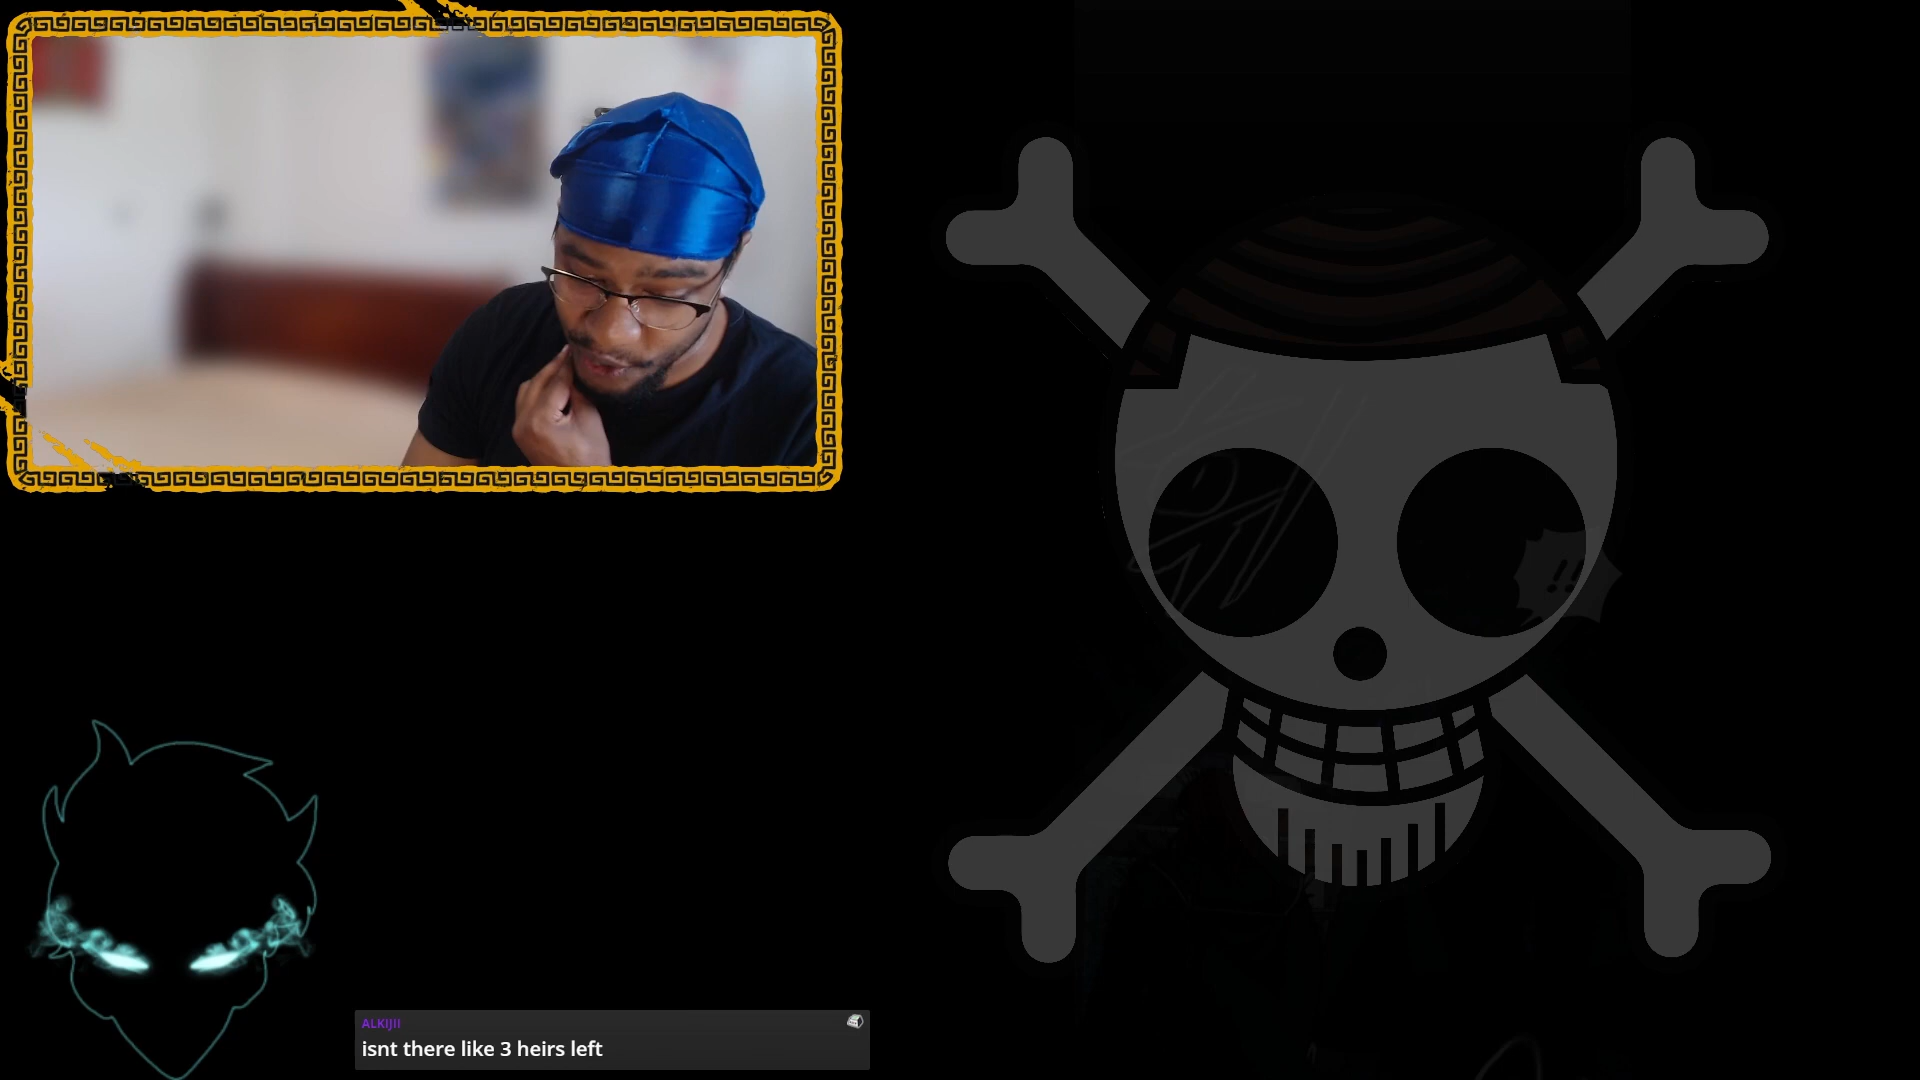 !!
ALKIJII
isnt there like 3 heirs left